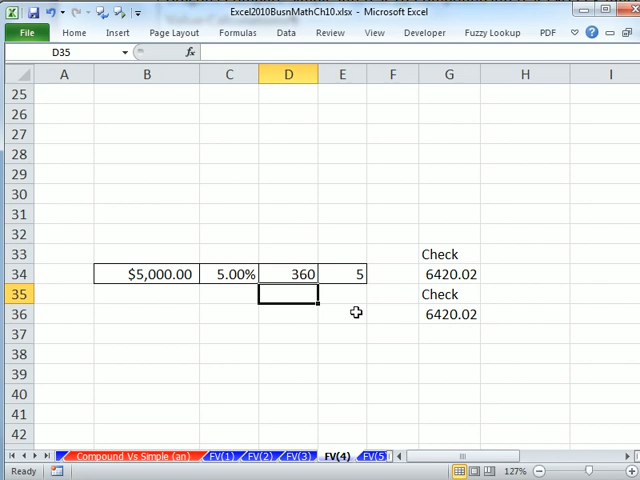 Excel2010BusnMathCh10.xlsx - Microsoft Excel
File Home Insert Page Layout Formulas Data Review View Developer Fuzzy Lookup PDF
D35 fx
A B C D E F G H I
25
26
27
28
29
30
31
32
33 Check
34 $5,000.00 5.00% 360 5 6420.02
35 Check
36 6420.02
37
38
39
40
41
42
Compound Vs Simple (an) FV(1) FV(2) FV(3) FV(4) FV(5
Ready 127%